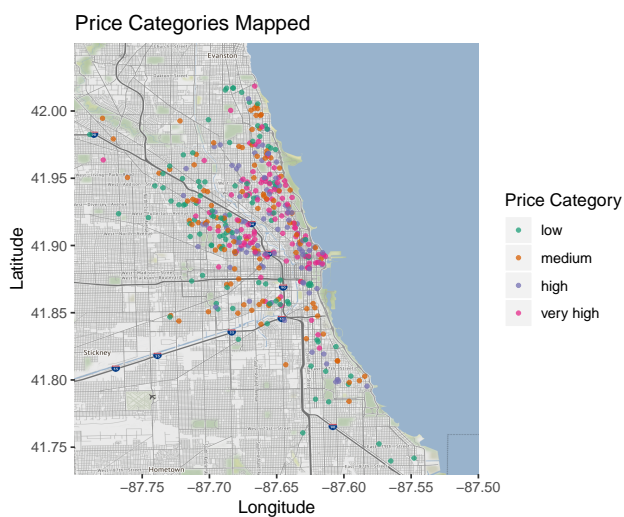 Price Categories Mapped
Evanston
42.00
41.95
41.90
41.85
41.80
41.75
Latitude
Stickney
Hometown
−87.75
−87.70
−87.65
−87.60
−87.55
−87.50
Longitude
Price Category
low
medium
high
very high